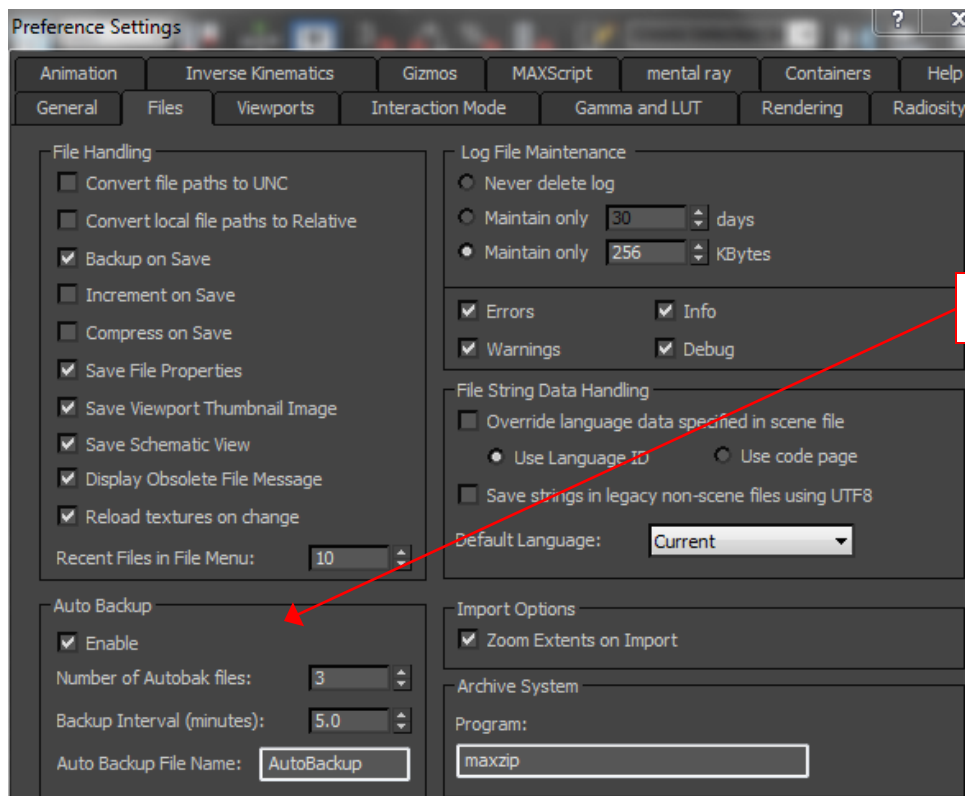 Preference Settings
?
X
Animation Inverse Kinematics Gizmos MAXScript mental ray Containers Help
General Files Viewports Interaction Mode Gamma and LUT Rendering Radiosity
File Handling
Convert file paths to UNC
Convert local file paths to Relative
Backup on Save
Increment on Save
Compress on Save
Save File Properties
Save Viewport Thumbnail Image
Save Schematic View
Display Obsolete File Message
Reload textures on change
Recent Files in File Menu: 10
Auto Backup
Enable
Number of Autobak files: 3
Backup Interval (minutes): 5.0
Auto Backup File Name: AutoBackup
Log File Maintenance
Never delete log
Maintain only 30 days
Maintain only 256 KBytes
Errors Info
Warnings Debug
File String Data Handling
Override language data specified in scene file
Use Language ID Use code page
Save strings in legacy non-scene files using UTF8
Default Language: Current
Import Options
Zoom Extents on Import
Archive System
Program:
maxzip